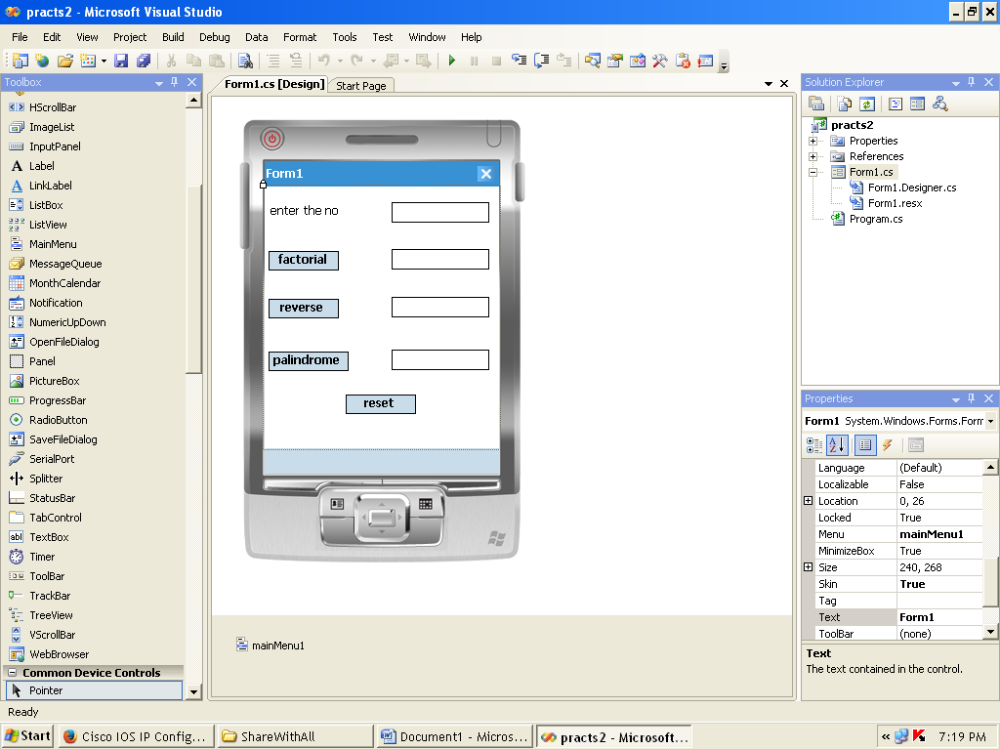 practs2 - Microsoft Visual Studio
File Edit View Project Build Debug Data Format Tools Test Window Help
Toolbox
HScrollBar
ImageList
InputPanel
Label
LinkLabel
ListBox
ListView
MainMenu
MessageQueue
MonthCalendar
Notification
NumericUpDown
OpenFileDialog
Panel
PictureBox
ProgressBar
RadioButton
SaveFileDialog
SerialPort
Splitter
StatusBar
TabControl
TextBox
Timer
ToolBar
TrackBar
TreeView
VScrollBar
WebBrowser
Common Device Controls
Pointer
Form1.cs [Design] Start Page
Form1
enter the no
factorial
reverse
palindrome
reset
mainMenu1
Solution Explorer
practs2
Properties
References
Form1.cs
Form1.Designer.cs
Form1.resx
Program.cs
Properties
Form1 System.Windows.Forms.Form
Language (Default)
Localizable False
Location 0, 26
Locked True
Menu mainMenu1
MinimizeBox True
Size 240, 268
Skin True
Tag
Text Form1
ToolBar (none)
Text
The text contained in the control.
Ready
Start Cisco IOS IP Config... ShareWithAll Document1 - Micros... practs2 - Microsoft... « 7:19 PM